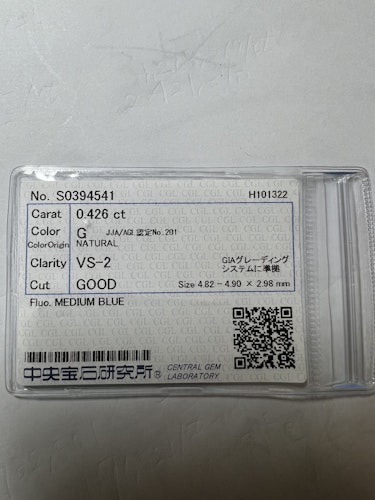 No. S0394541 H101322
Carat 0.426 ct
Color G JJA/AGL認定No.201
ColorOrigin NATURAL
Clarity VS-2 GIAグレーディング
システムに準拠
Cut GOOD Size 4.82 - 4.90 × 2.98 mm
Fluo. MEDIUM BLUE
中央宝石研究所® CENTRAL GEM
LABORATORY